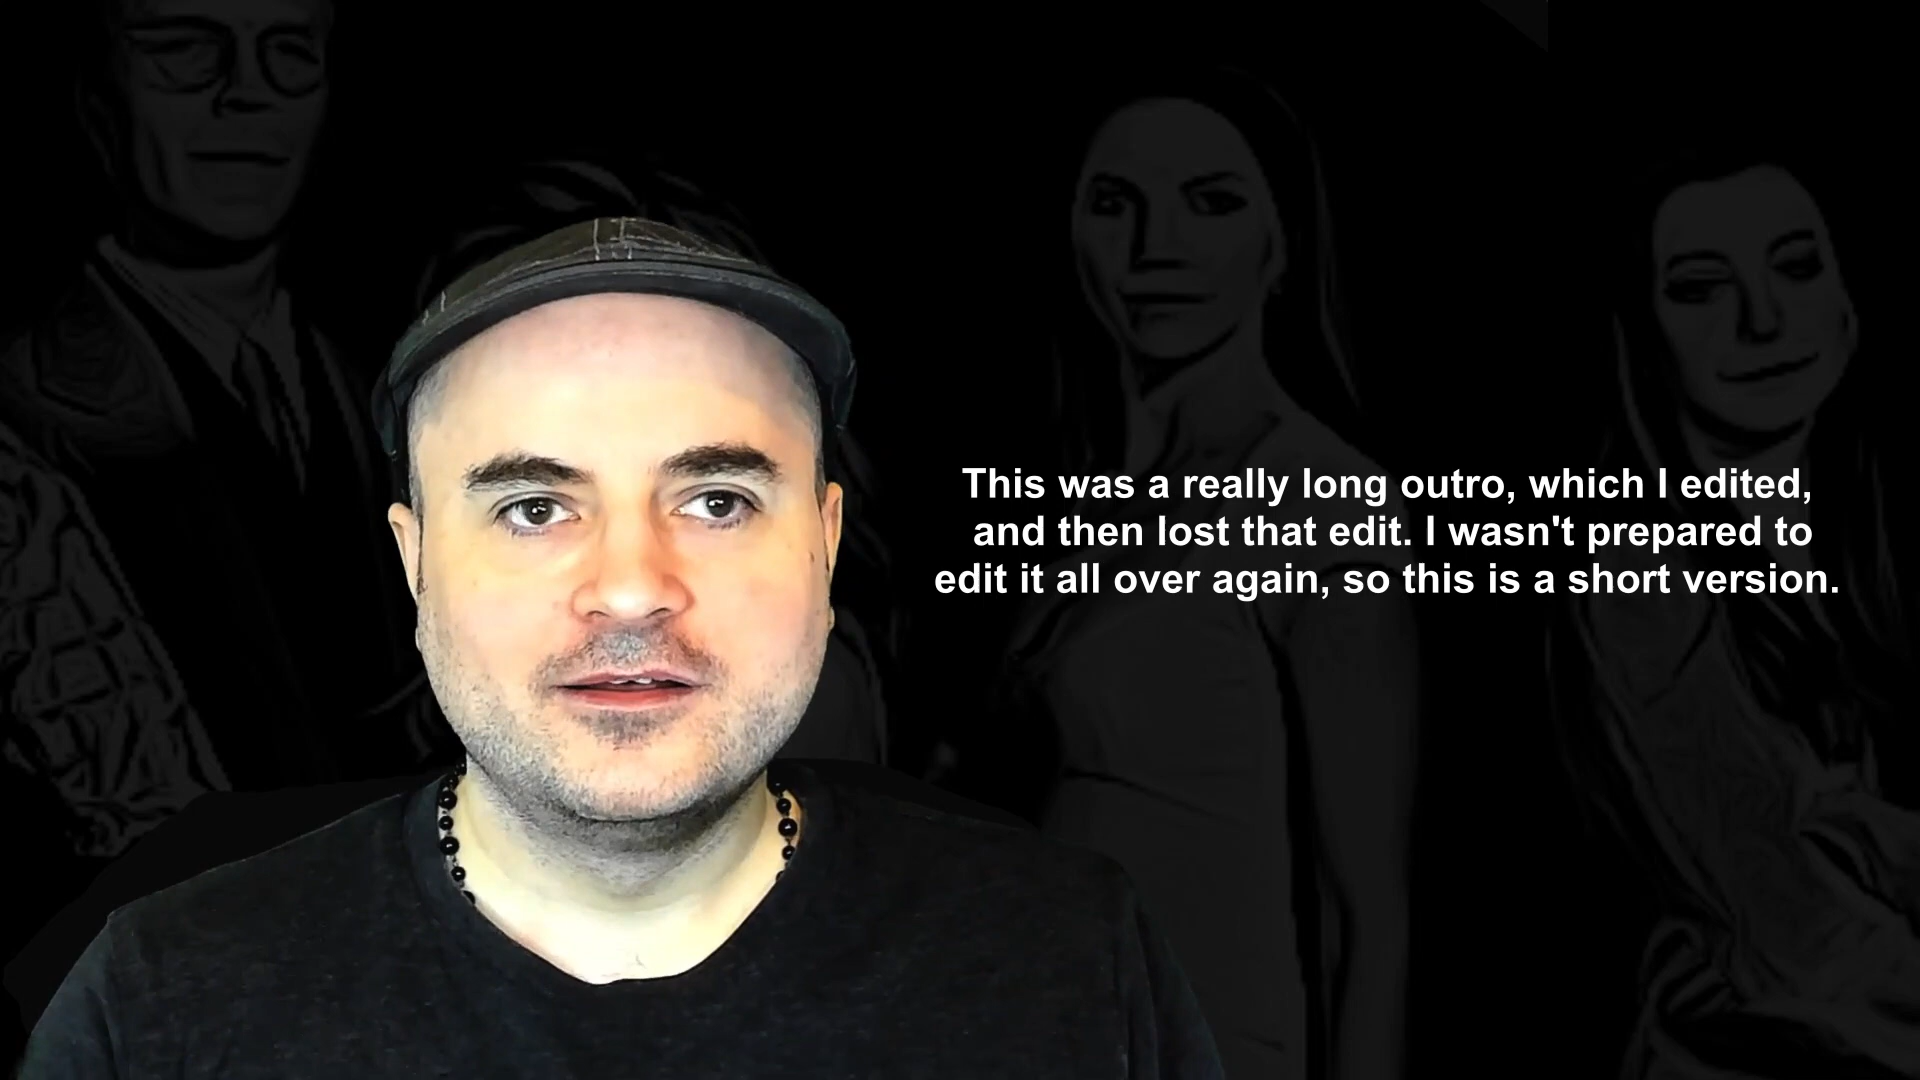 This was a really long outro, which I edited,
and then lost that edit. I wasn't prepared to
edit it all over again, so this is a short version.